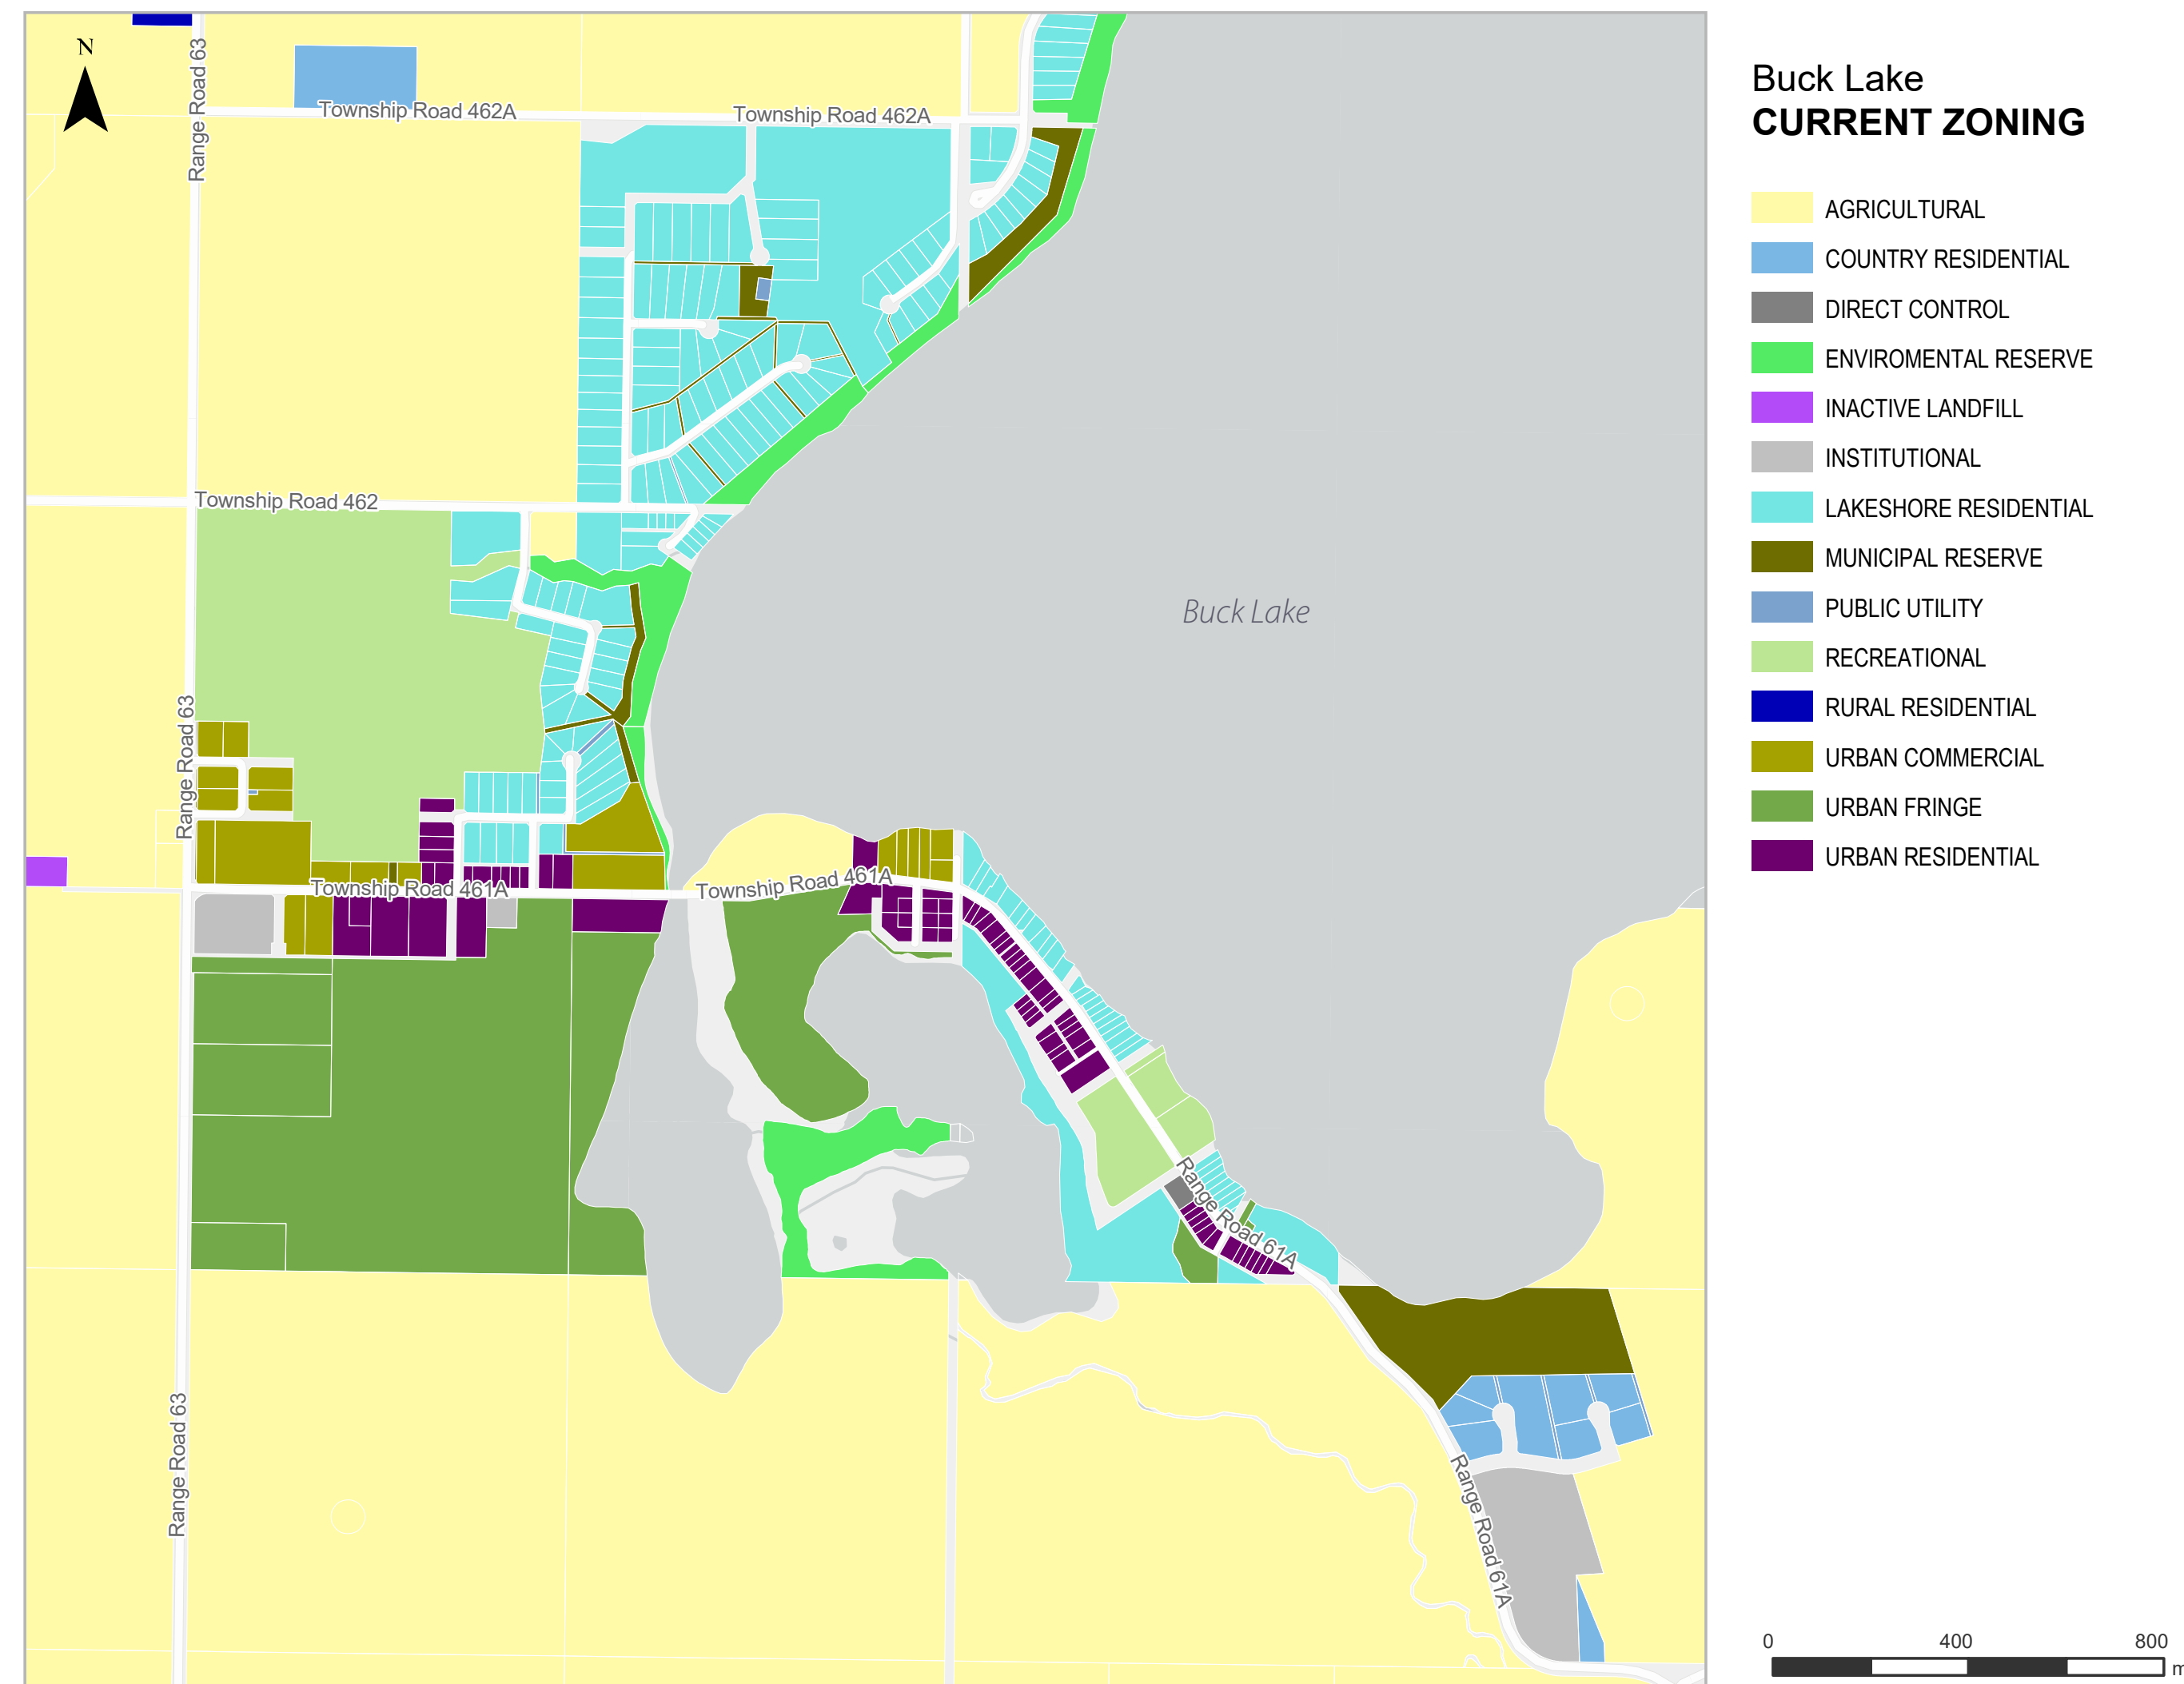 N
Range Road 63
Township Road 462A
Township Road 462A
Township Road 462
Buck Lake
Range Road 63
Township Road 461A
Township Road 461A
Range Road 61A
Range Road 63
Range Road 61A
Buck Lake
CURRENT ZONING
AGRICULTURAL
COUNTRY RESIDENTIAL
DIRECT CONTROL
ENVIROMENTAL RESERVE
INACTIVE LANDFILL
INSTITUTIONAL
LAKESHORE RESIDENTIAL
MUNICIPAL RESERVE
PUBLIC UTILITY
RECREATIONAL
RURAL RESIDENTIAL
URBAN COMMERCIAL
URBAN FRINGE
URBAN RESIDENTIAL
0 400 800
m